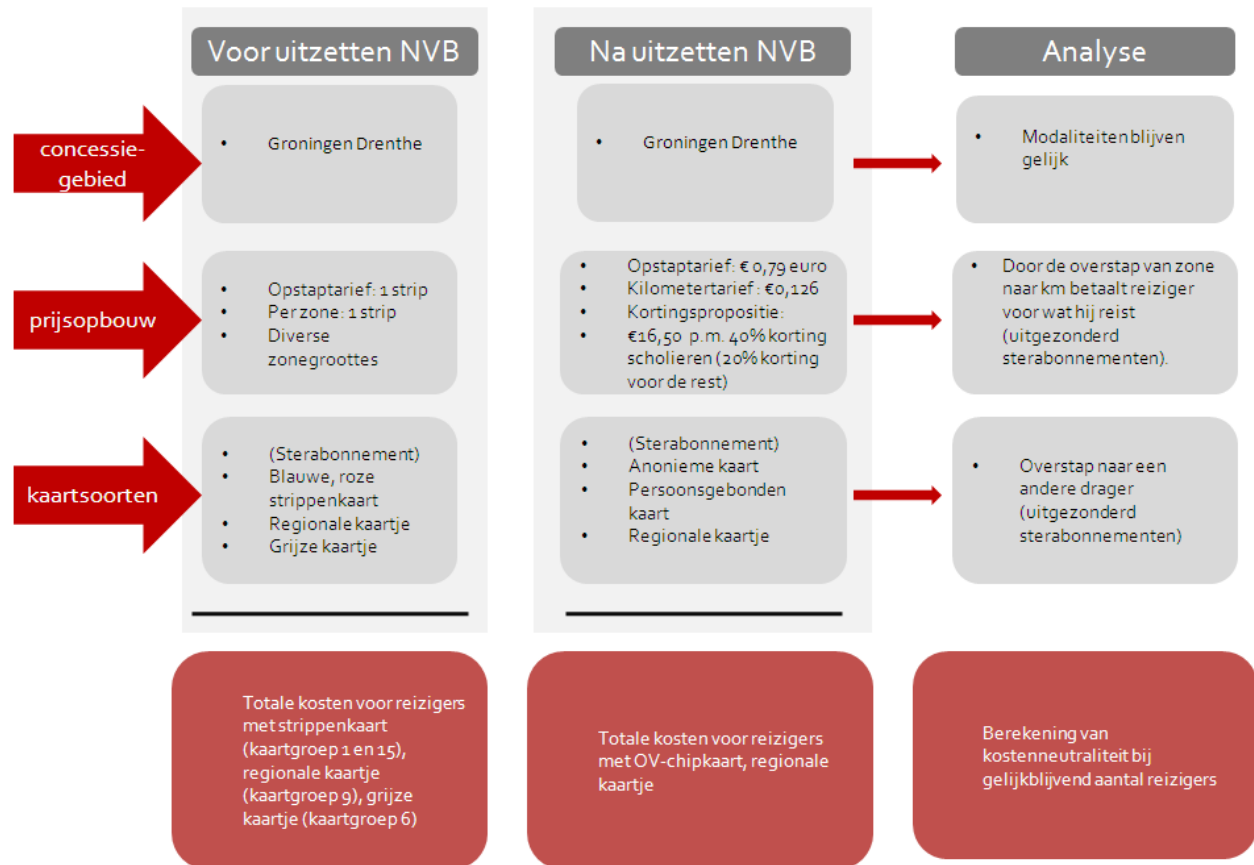 Voor uitzetten NVB
Na uitzetten NVB
Analyse
concessie-
gebied
• Groningen Drenthe
• Groningen Drenthe
• Modaliteiten blijven
gelijk
prijsopbouw
• Opstaptarief: 1 strip
• Per zone: 1 strip
• Diverse
zonegroottes
• Opstaptarief: € 0,79 euro
• Kilometertarief: €0,126
• Kortingspropositie:
• €16,50 p.m. 40% korting
scholieren (20% korting
voor de rest)
• Door de overstap van zone
naar km betaalt reiziger
voor wat hij reist
(uitgezonderd
sterabonnementen).
kaartsoorten
• (Sterabonnement)
• Blauwe, roze
strippenkaart
• Regionale kaartje
• Grijze kaartje
• (Sterabonnement)
• Anonieme kaart
• Persoonsgebonden
kaart
• Regionale kaartje
• Overstap naar een
andere drager
(uitgezonderd
sterabonnementen)
Totale kosten voor reizigers
met strippenkaart
(kaartgroep 1 en 15),
regionale kaartje
(kaartgroep 9), grijze
kaartje (kaartgroep 6)
Totale kosten voor reizigers
met OV-chipkaart, regionale
kaartje
Berekening van
kostenneutraliteit bij
gelijkblijvend aantal reizigers